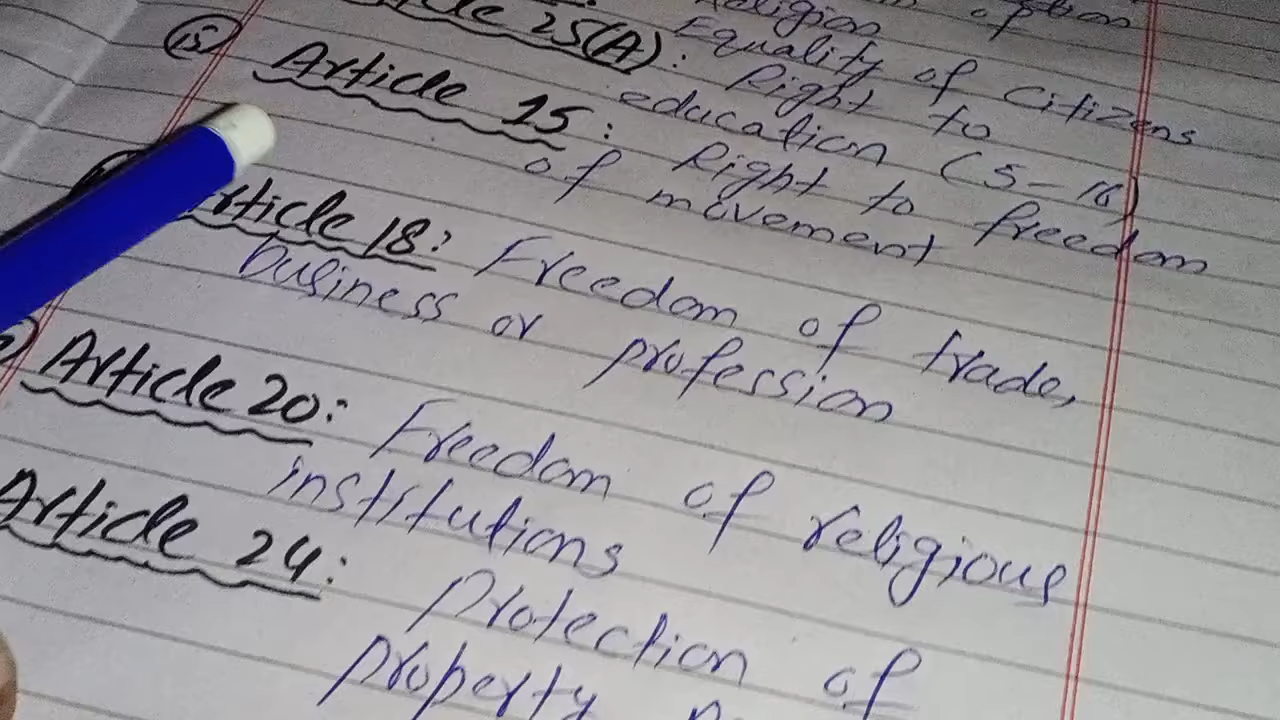 Religion
Equality of Citizens
25(A): Right to
education (5-16)
15 Article 15: Right to freedom
of movement
Article 18: Freedom of trade,
business or profession
Article 20: Freedom of religious
institutions
Article 24: Protection of
property